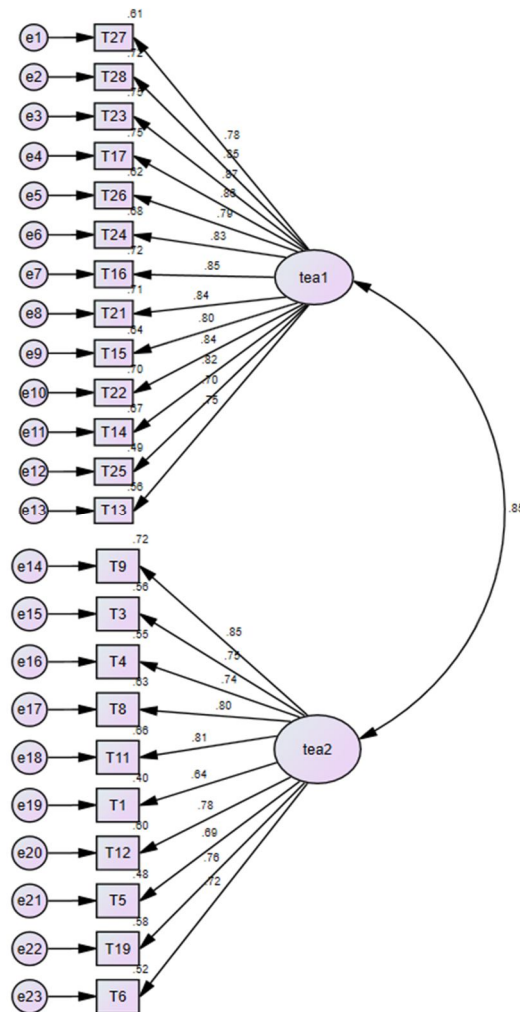 .61
e1 T27
.72
e2 T28
.75
e3 T23
.78
.75
e4 T17
.85
.62
.87
e5 T26
.79
.68
e6 T24
.83
.72
e7 T16
.85
tea1
.71
e8 T21
.84
.64
.80
e9 T15
.84
.70
.82
e10 T22
.70
.67
.75
e11 T14
.49
e12 T25
.56
e13 T13
.85
.72
e14 T9
.56
e15 T3
.85
.55
.75
e16 T4
.74
.63
e17 T8
.80
.66
e18 T11
.81
tea2
.40
e19 T1
.64
.60
.78
e20 T12
.69
.48
.76
e21 T5
.72
.58
e22 T19
.52
e23 T6